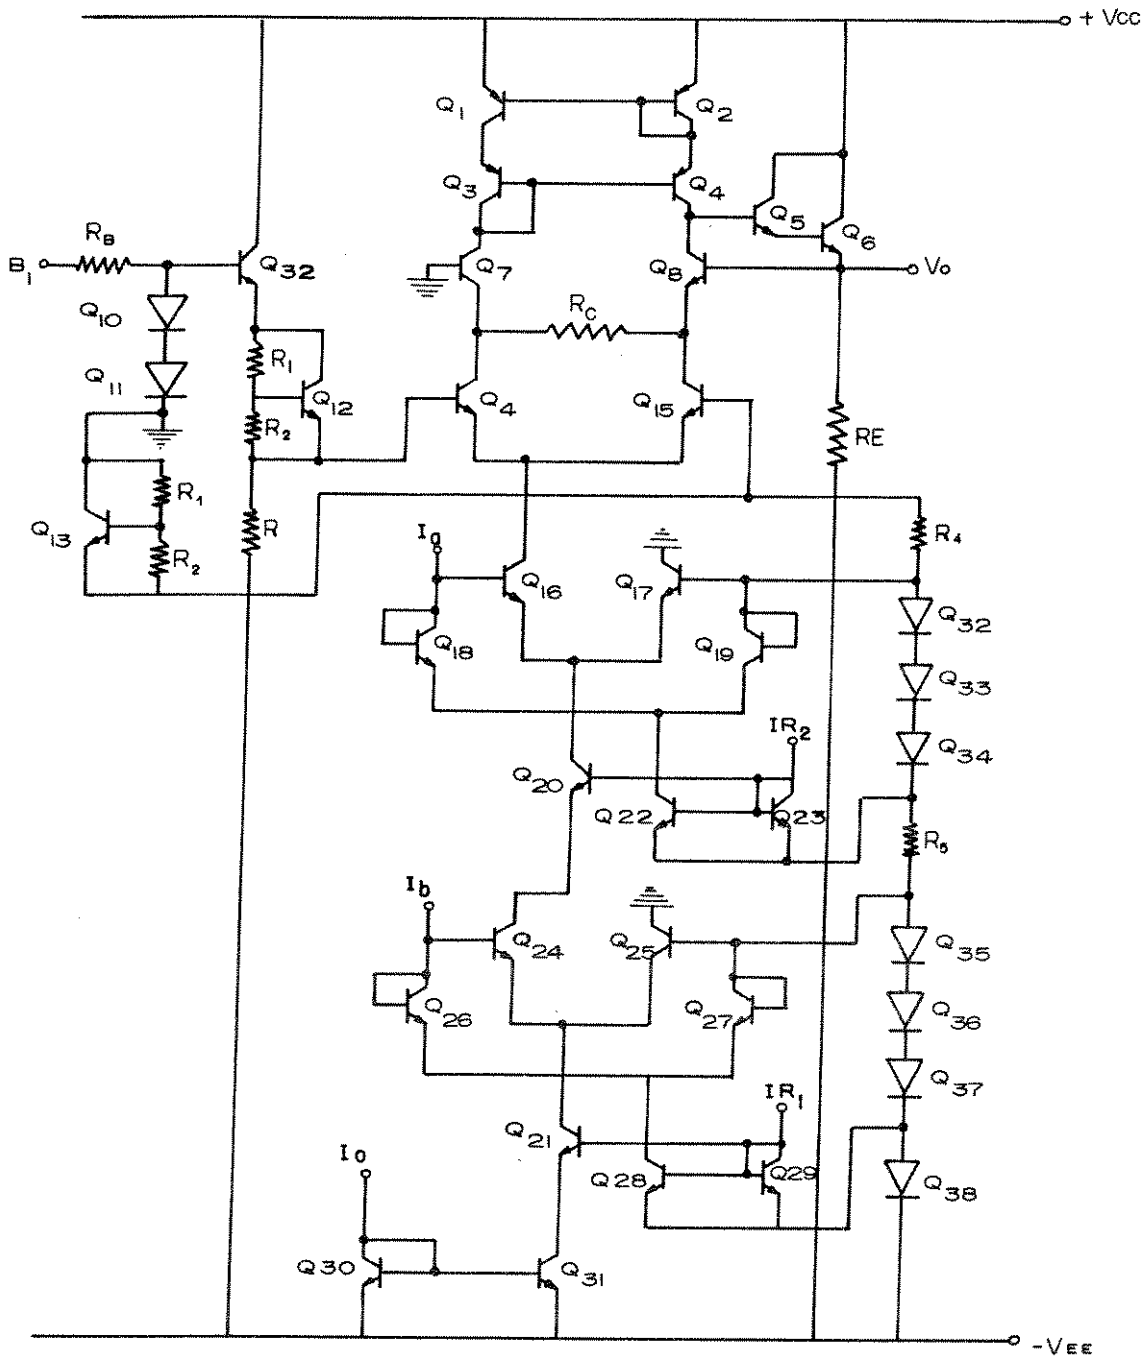 + Vcc
Q1 Q2
Q3 Q4
Q5 Q6
RB
B1 Q32 Q7 Q8 Vo
Q10 RC
Q11 R1 Q12 Q4 Q15
R2 RE
R1
Q13 R R4
R2 Ig
Q16 Q17
Q18 Q19 Q32
Q33
IR2 Q34
Q20 Q22 Q23
R5
Ib
Q24 Q25 Q35
Q26 Q27 Q36
Q37
IR1
Q21
Io Q28 Q29 Q38
Q30 Q31
-VEE